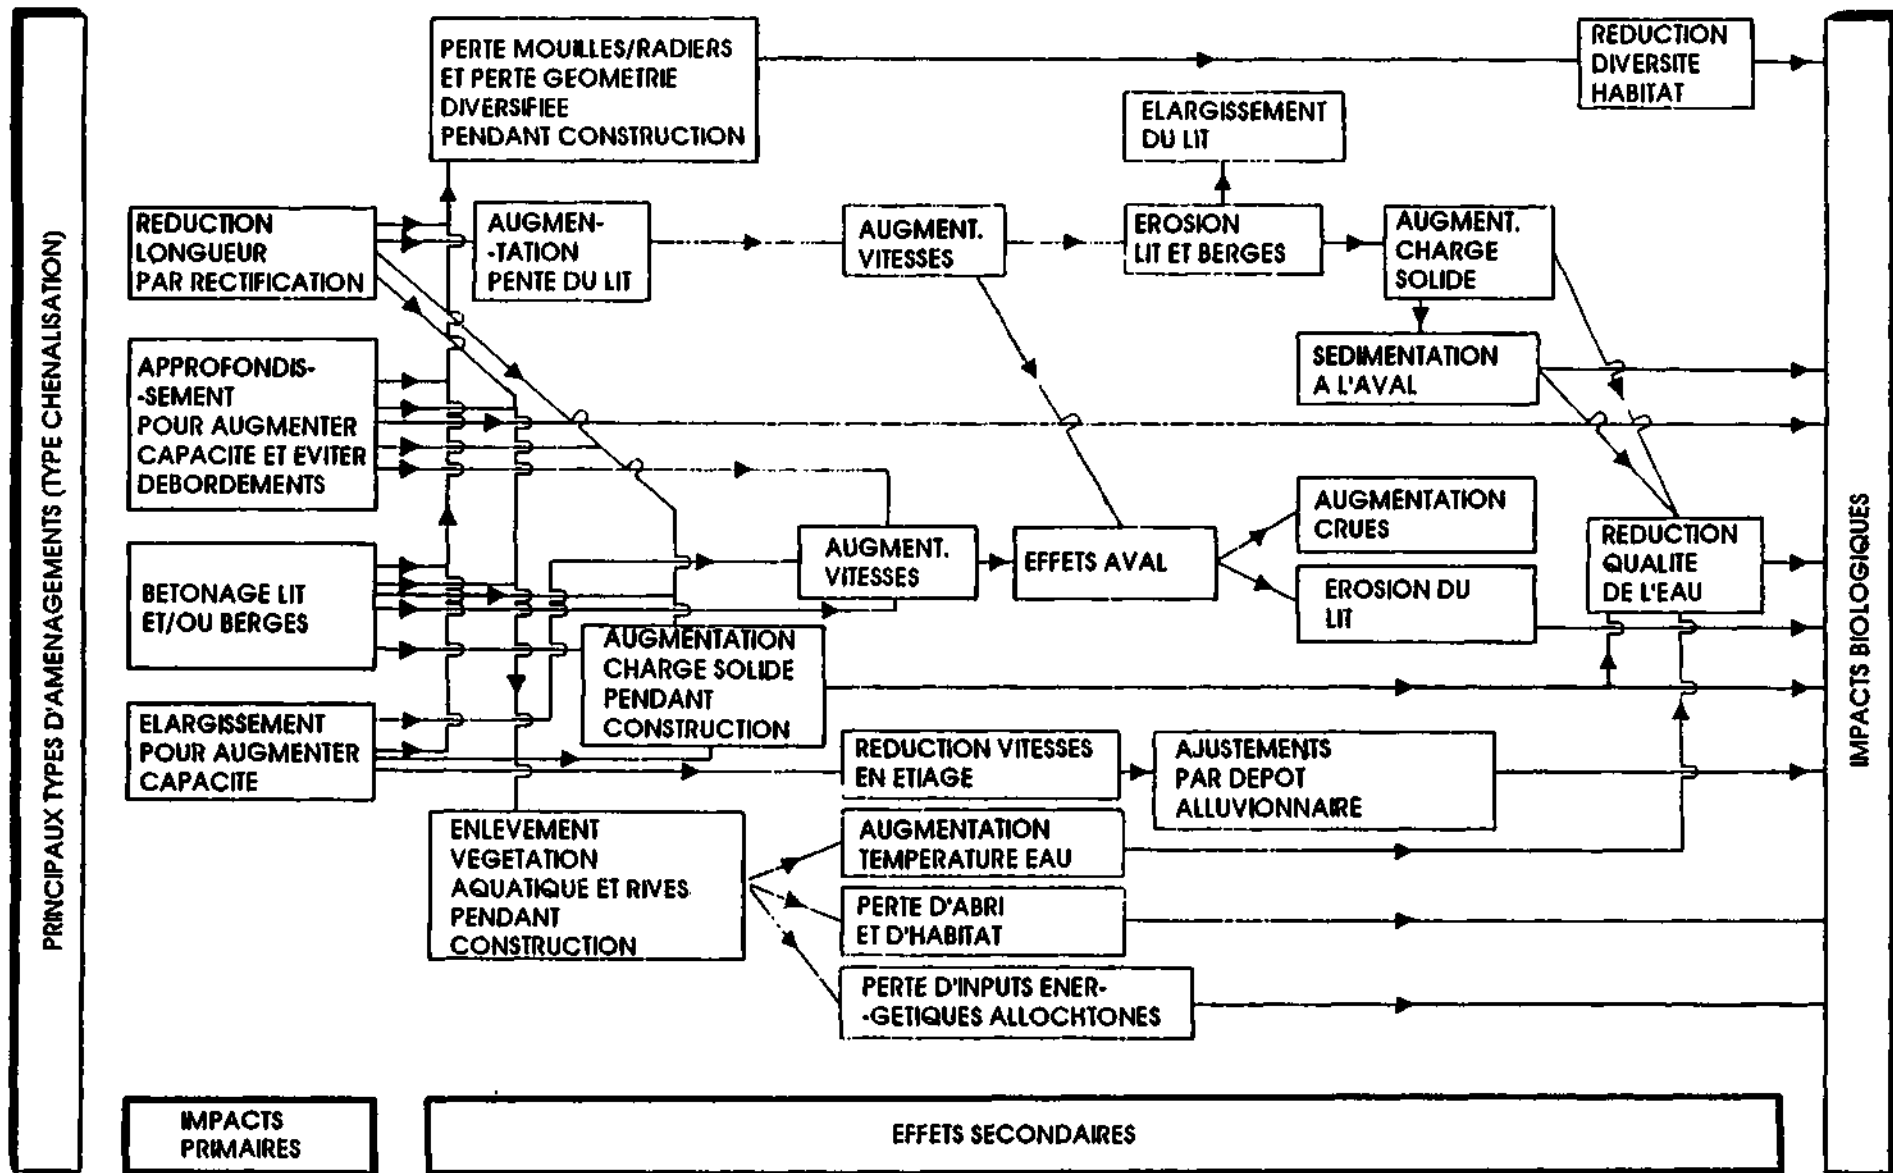 PRINCIPAUX TYPES D'AMENAGEMENTS (TYPE CHENALISATION)
PERTE MOUILLES/RADIERS
ET PERTE GEOMETRIE
DIVERSIFIEE
PENDANT CONSTRUCTION
REDUCTION
DIVERSITE
HABITAT
ELARGISSEMENT
DU LIT
REDUCTION
LONGUEUR
PAR RECTIFICATION
AUGMEN-
-TATION
PENTE DU LIT
AUGMENT.
VITESSES
EROSION
LIT ET BERGES
AUGMENT.
CHARGE
SOLIDE
SEDIMENTATION
A L'AVAL
APPROFONDIS-
-SEMENT
POUR AUGMENTER
CAPACITE ET EVITER
DEBORDEMENTS
AUGMENTATION
CRUES
AUGMENT.
VITESSES
EFFETS AVAL
EROSION DU
LIT
REDUCTION
QUALITE
DE L'EAU
BETONAGE LIT
ET/OU BERGES
AUGMENTATION
CHARGE SOLIDE
PENDANT
CONSTRUCTION
ELARGISSEMENT
POUR AUGMENTER
CAPACITE
REDUCTION VITESSES
EN ETIAGE
AJUSTEMENTS
PAR DEPOT
ALLUVIONNAIRE
ENLEVEMENT
VEGETATION
AQUATIQUE ET RIVES
PENDANT
CONSTRUCTION
AUGMENTATION
TEMPERATURE EAU
PERTE D'ABRI
ET D'HABITAT
PERTE D'INPUTS ENER-
-GETIQUES ALLOCHTONES
IMPACTS BIOLOGIQUES
IMPACTS
PRIMAIRES
EFFETS SECONDAIRES